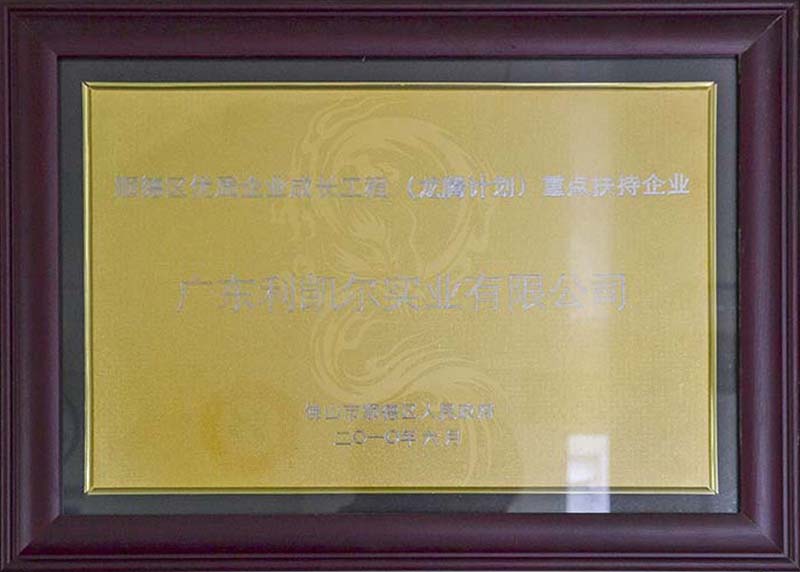 顺德区优质企业成长工程（龙腾计划）重点扶持企业
广东利凯尔实业有限公司
佛山市顺德区人民政府
二〇一〇年六月